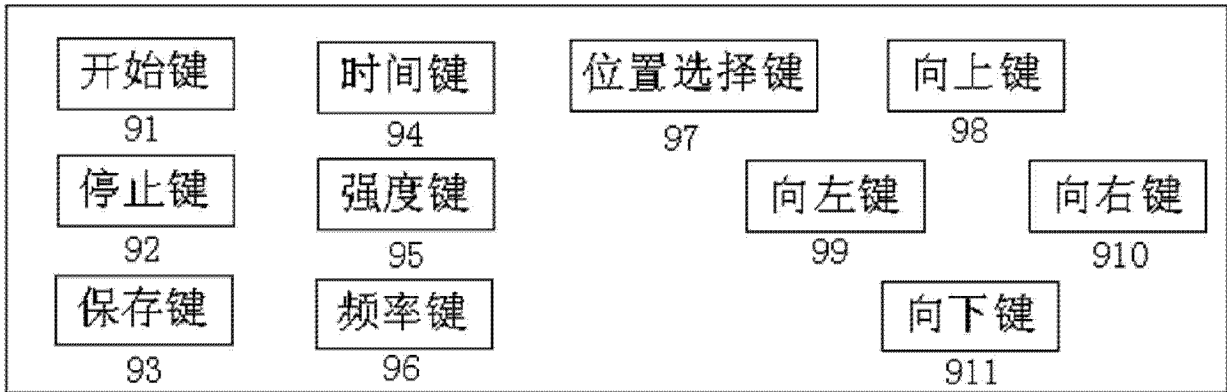 开始键 时间键 位置选择键 向上键
91 94 97 98
停止键 强度键 向左键 向右键
92 95 99 910
保存键 频率键 向下键
93 96 911